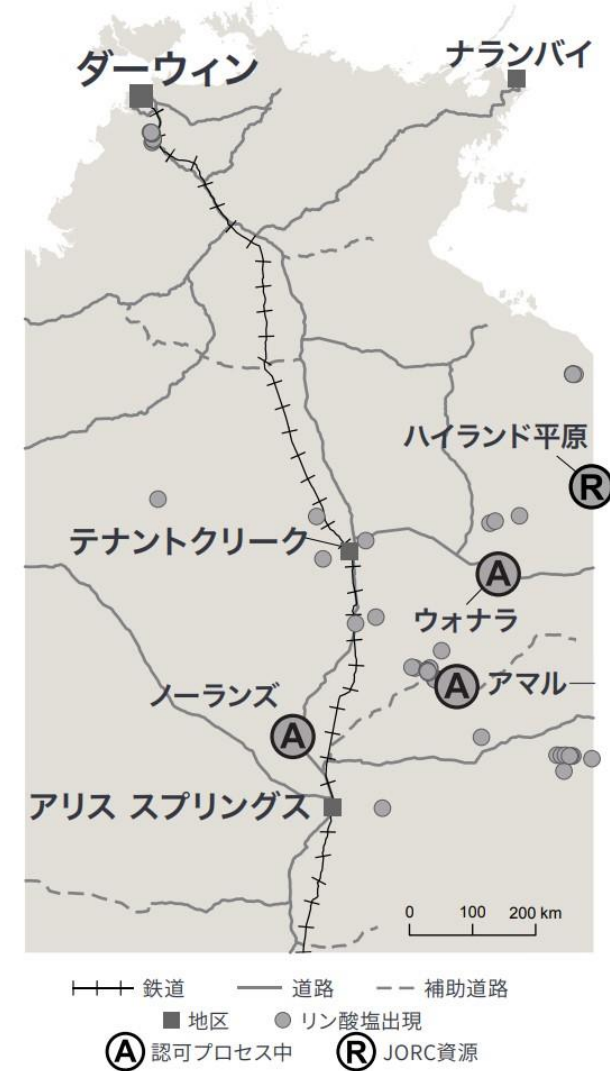 ダーウィン
ナランバイ
ハイランド平原
R
テナントクリーク
A
ウォナラ
ノーランズ
A アマル
A
アリス スプリングス
0 100 200 km
鉄道 道路 補助道路
地区 リン酸塩出現
A 認可プロセス中 R JORC資源